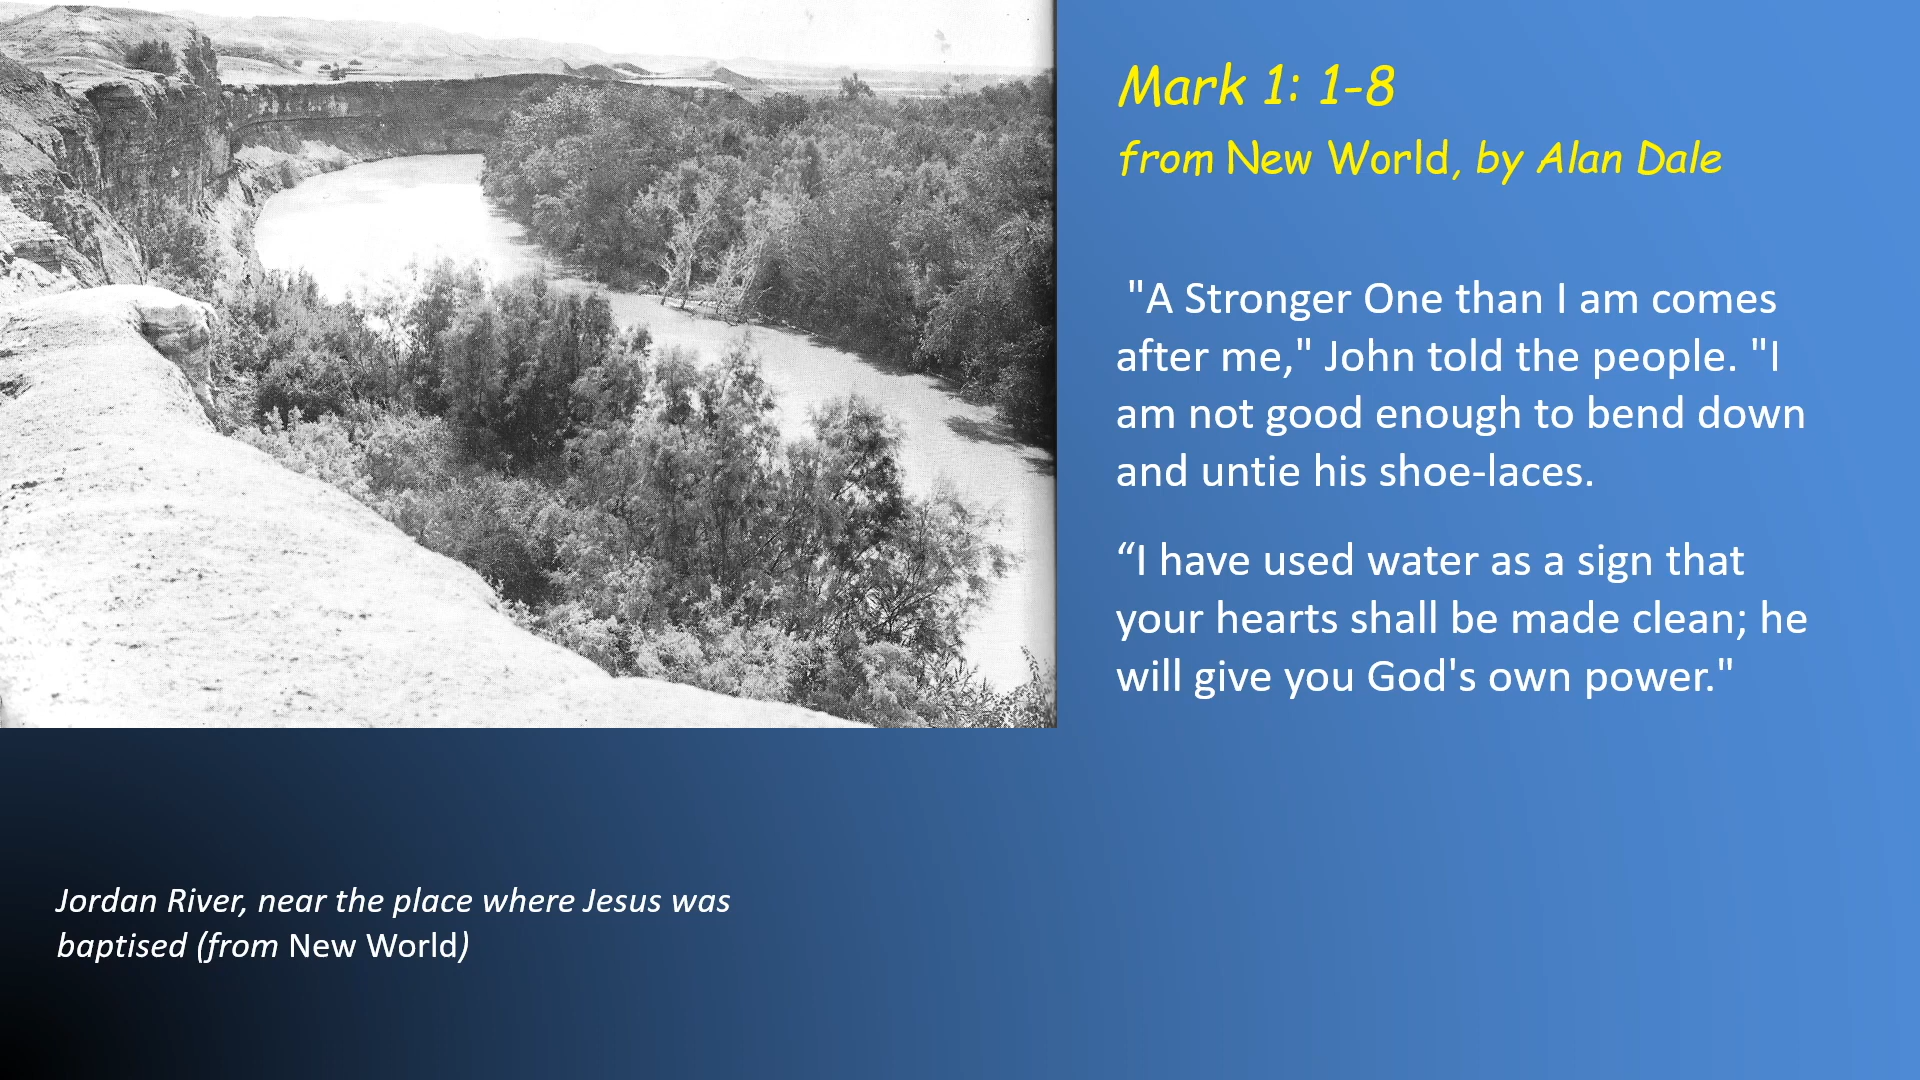 Mark 1: 1-8
from New World, by Alan Dale
"A Stronger One than I am comes
after me," John told the people. "I
am not good enough to bend down
and untie his shoe-laces.
“I have used water as a sign that
your hearts shall be made clean; he
will give you God's own power."
Jordan River, near the place where Jesus was
baptised (from New World)